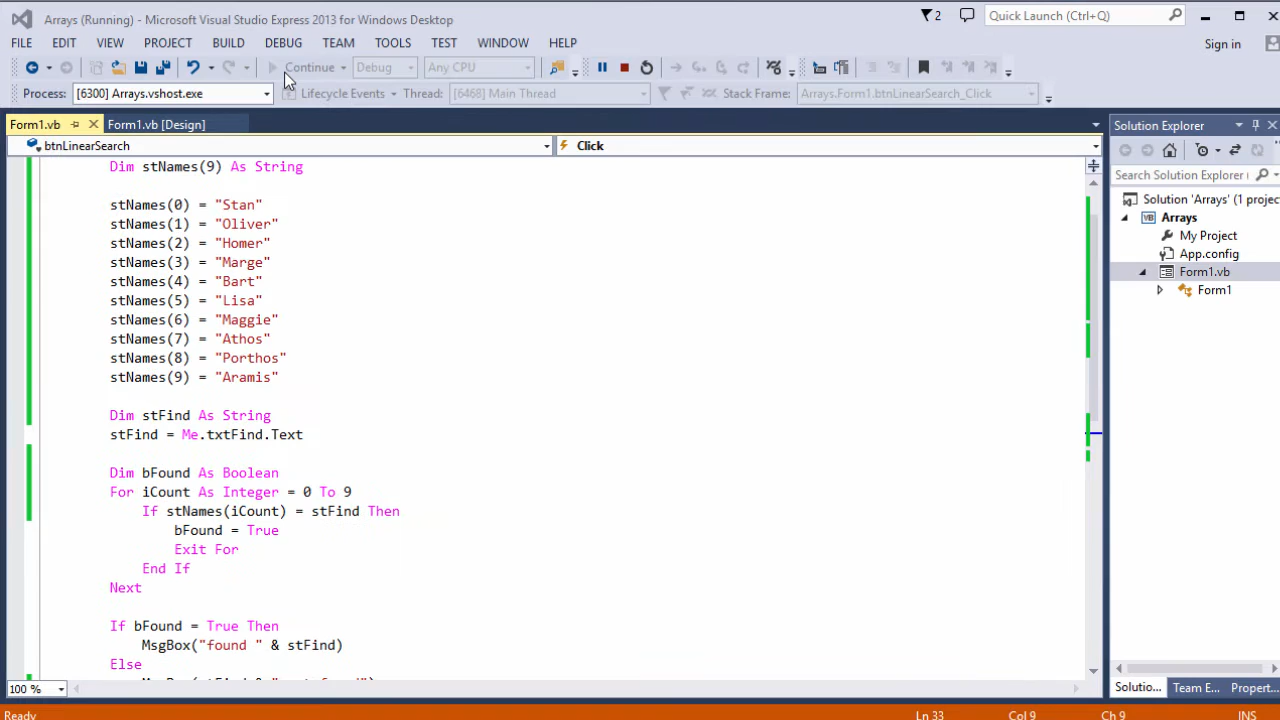 Arrays (Running) - Microsoft Visual Studio Express 2013 for Windows Desktop
2
Quick Launch (Ctrl+Q)
FILE EDIT VIEW PROJECT BUILD DEBUG TEAM TOOLS TEST WINDOW HELP
Sign in
Continue Debug Any CPU
Process: [6300] Arrays.vshost.exe Lifecycle Events Thread: [6468] Main Thread Stack Frame: Arrays.Form1.btnLinearSearch_Click
Form1.vb Form1.vb [Design]
btnLinearSearch Click
Dim stNames(9) As String
stNames(0) = "Stan"
stNames(1) = "Oliver"
stNames(2) = "Homer"
stNames(3) = "Marge"
stNames(4) = "Bart"
stNames(5) = "Lisa"
stNames(6) = "Maggie"
stNames(7) = "Athos"
stNames(8) = "Porthos"
stNames(9) = "Aramis"
Dim stFind As String
stFind = Me.txtFind.Text
Dim bFound As Boolean
For iCount As Integer = 0 To 9
If stNames(iCount) = stFind Then
bFound = True
Exit For
End If
Next
If bFound = True Then
MsgBox("found " & stFind)
Else
100 %
Solution Explorer
Search Solution Explorer (
Solution 'Arrays' (1 projec
Arrays
My Project
App.config
Form1.vb
Form1
Solutio... Team E... Propert...
Ready Ln 33 Col 9 Ch 9 INS